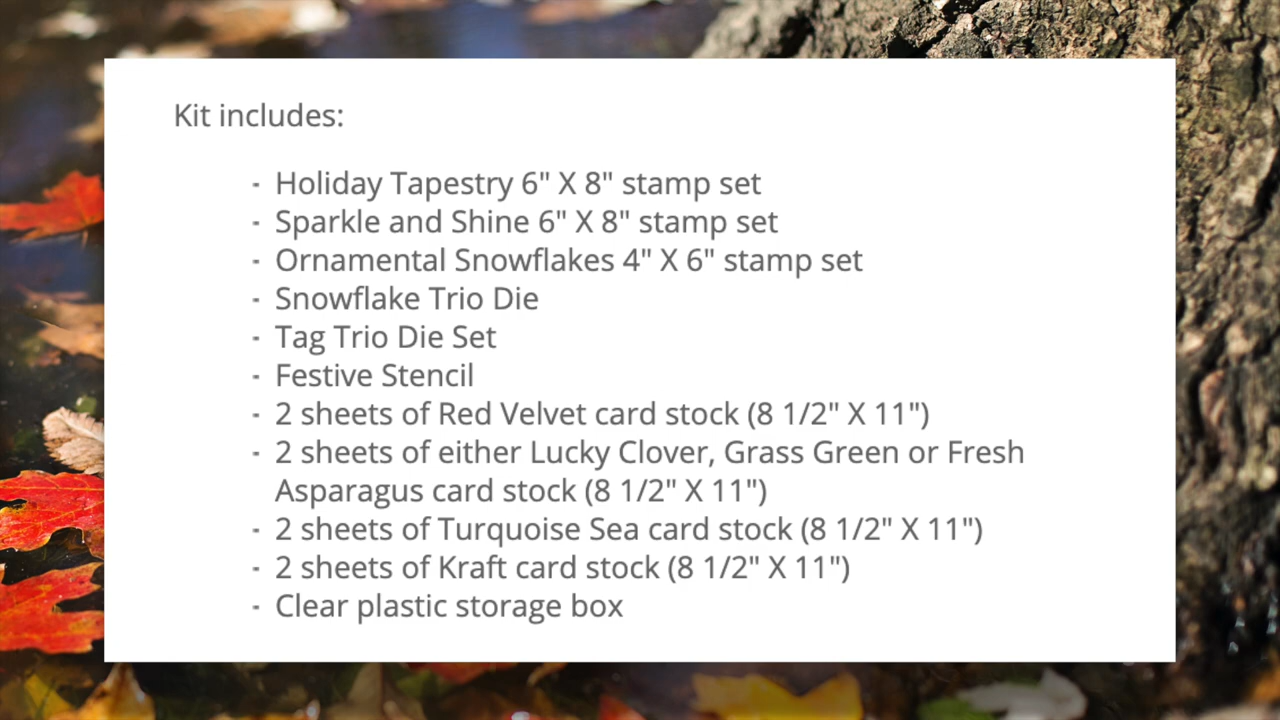 Kit includes:
- Holiday Tapestry 6" X 8" stamp set
- Sparkle and Shine 6" X 8" stamp set
- Ornamental Snowflakes 4" X 6" stamp set
- Snowflake Trio Die
- Tag Trio Die Set
- Festive Stencil
- 2 sheets of Red Velvet card stock (8 1/2" X 11")
- 2 sheets of either Lucky Clover, Grass Green or Fresh
Asparagus card stock (8 1/2" X 11")
- 2 sheets of Turquoise Sea card stock (8 1/2" X 11")
- 2 sheets of Kraft card stock (8 1/2" X 11")
- Clear plastic storage box